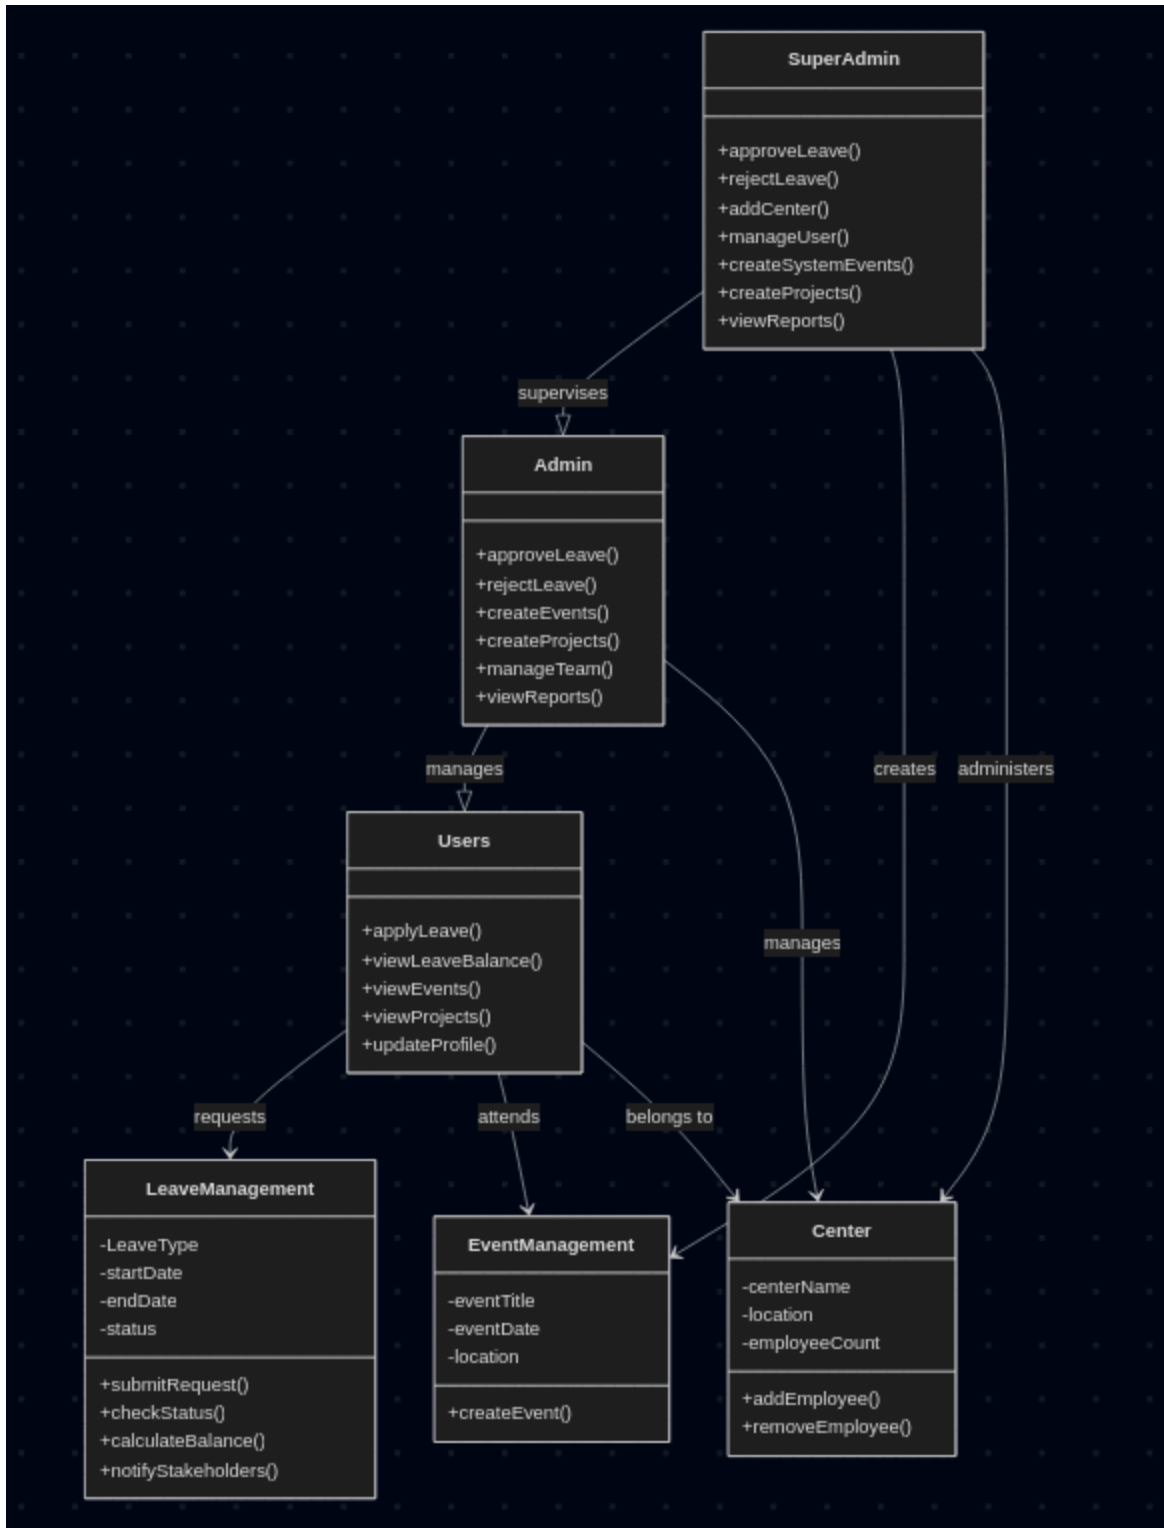 SuperAdmin
+approveLeave()
+rejectLeave()
+addCenter()
+manageUser()
+createSystemEvents()
+createProjects()
+viewReports()
supervises
Admin
+approveLeave()
+rejectLeave()
+createEvents()
+createProjects()
+manageTeam()
+viewReports()
manages
creates
administers
Users
+applyLeave()
+viewLeaveBalance()
+viewEvents()
+viewProjects()
+updateProfile()
manages
requests
attends
belongs to
LeaveManagement
-LeaveType
-startDate
-endDate
-status
+submitRequest()
+checkStatus()
+calculateBalance()
+notifyStakeholders()
EventManagement
-eventTitle
-eventDate
-location
+createEvent()
Center
-centerName
-location
-employeeCount
+addEmployee()
+removeEmployee()